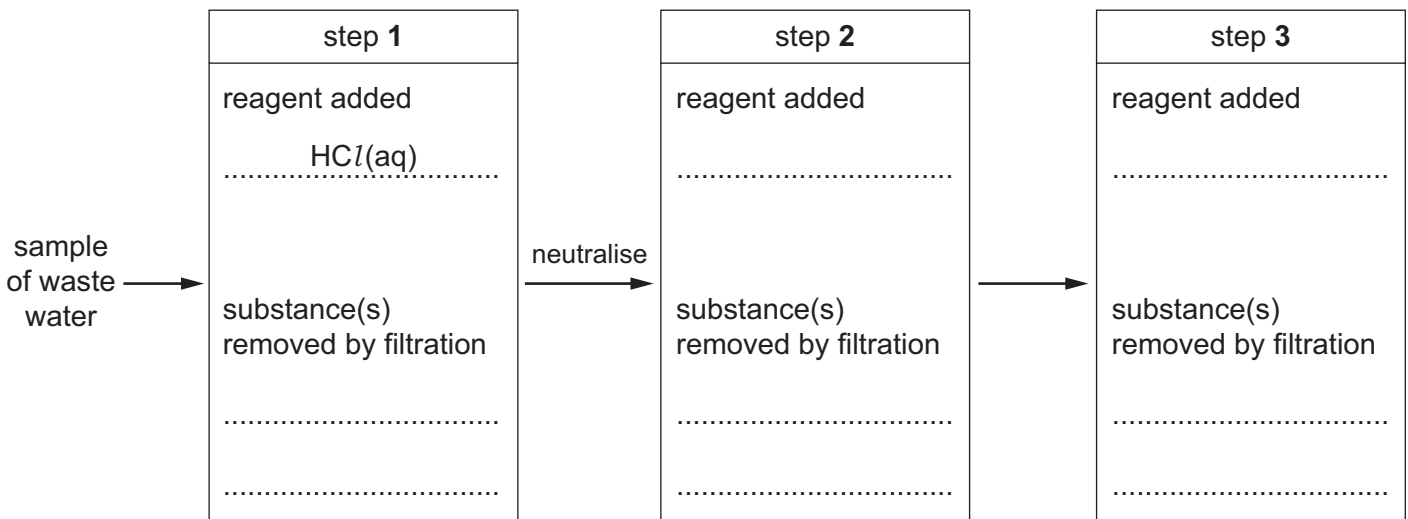 step 1
reagent added
HCl(aq)
..................................
substance(s)
removed by filtration
..................................
..................................
sample
of waste
water
neutralise
step 2
reagent added
..................................
substance(s)
removed by filtration
..................................
..................................
step 3
reagent added
..................................
substance(s)
removed by filtration
..................................
..................................